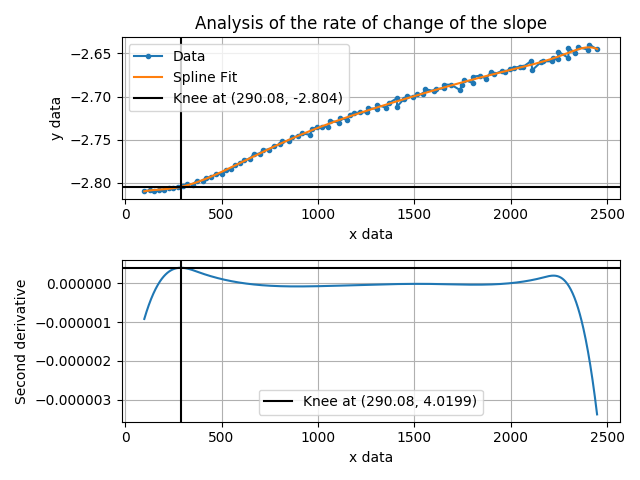 Analysis of the rate of change of the slope
Data
Spline Fit
Knee at (290.08, -2.804)
y data
−2.65
−2.70
−2.75
−2.80
0
500
1000
1500
2000
2500
x data
Second derivative
0.000000
−0.000001
−0.000002
−0.000003
Knee at (290.08, 4.0199)
0
500
1000
1500
2000
2500
x data